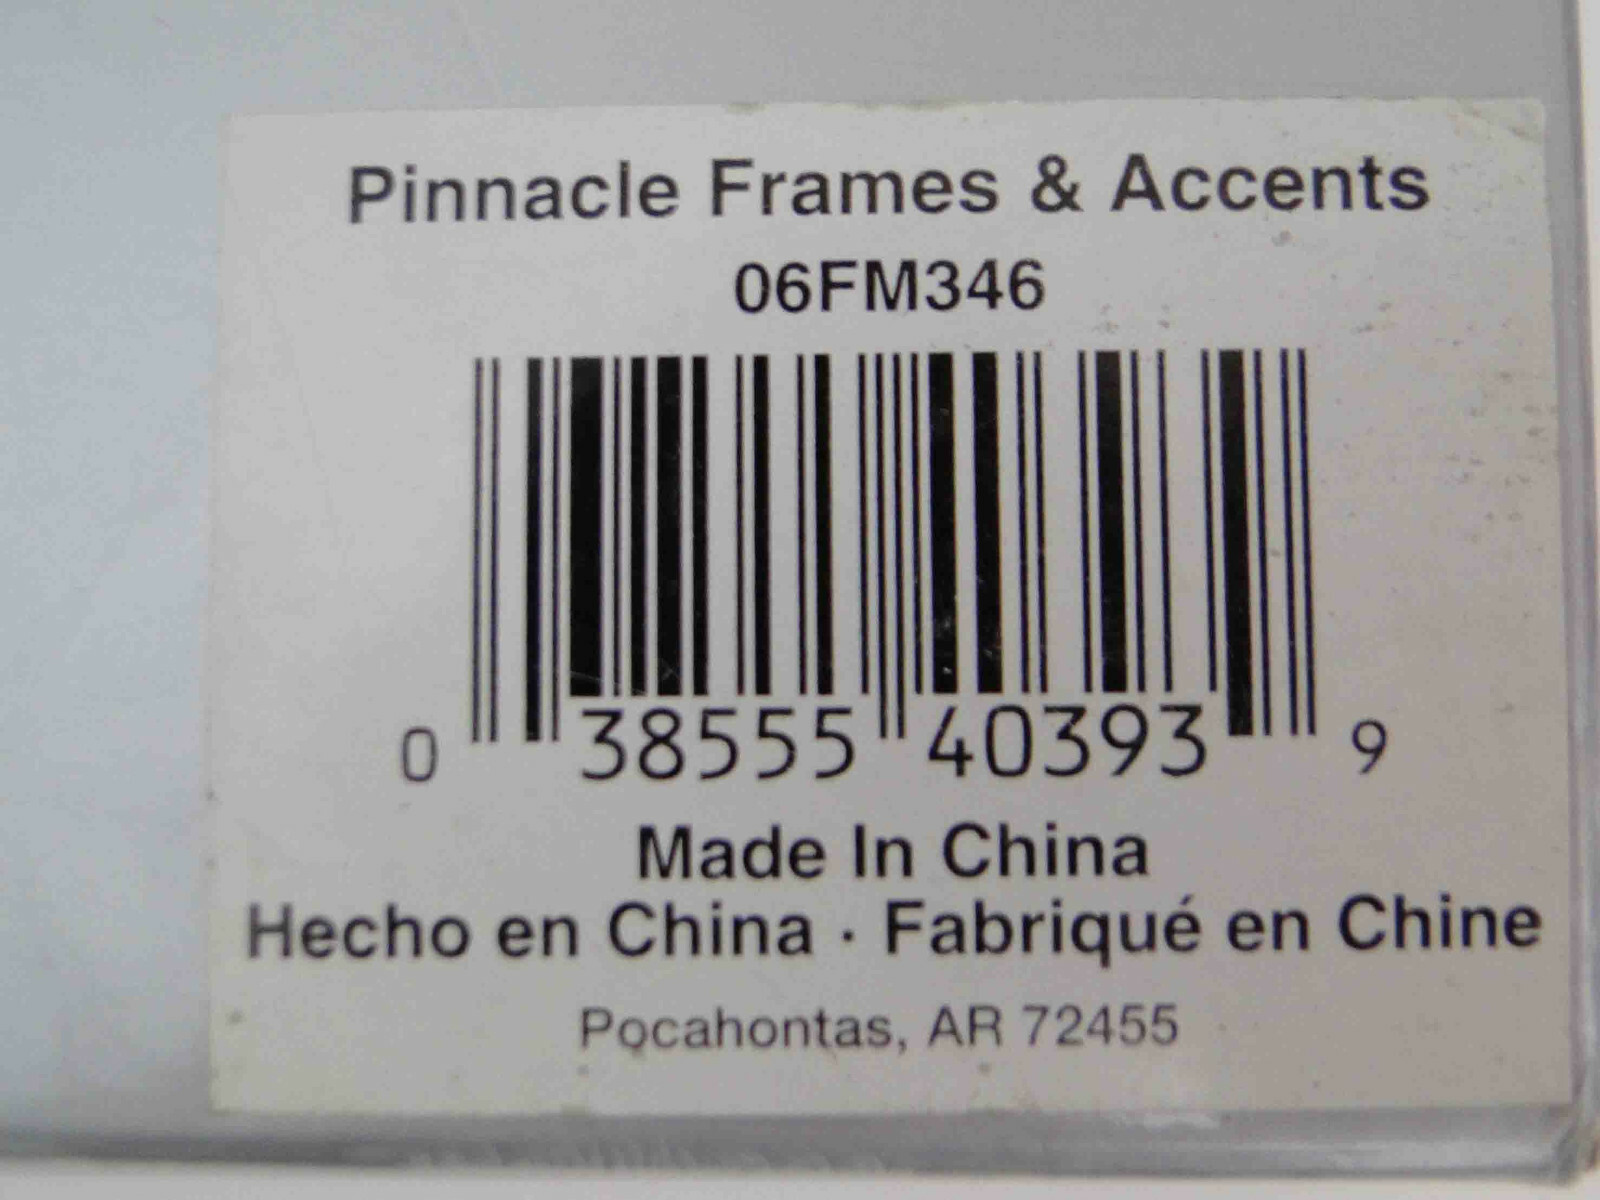 Pinnacle Frames & Accents
06FM346
0 38555 40393 9
Made In China
Hecho en China · Fabriqué en Chine
Pocahontas, AR 72455